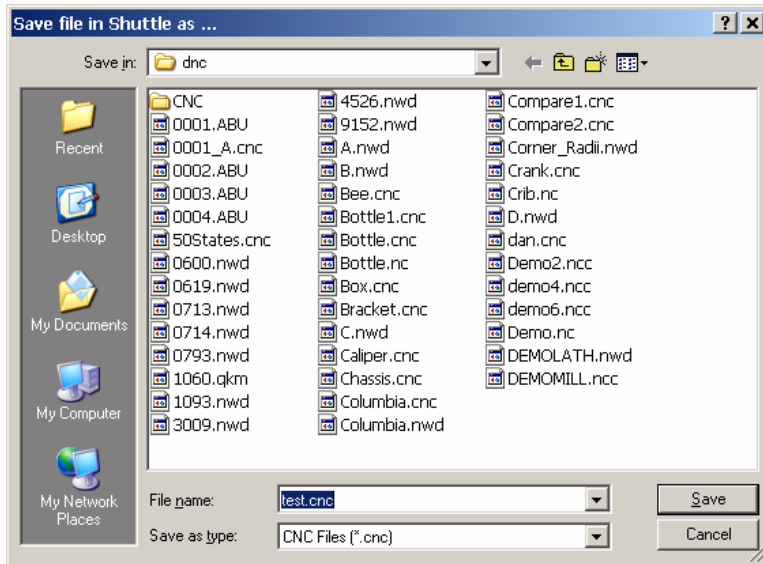 Save file in Shuttle as ...
Save in:
dnc
Recent
Desktop
My Documents
My Computer
My Network
Places
CNC
0001.ABU
0001_A.cnc
0002.ABU
0003.ABU
0004.ABU
50States.cnc
0600.nwd
0619.nwd
0713.nwd
0714.nwd
0793.nwd
1060.qkm
1093.nwd
3009.nwd
4526.nwd
9152.nwd
A.nwd
B.nwd
Bee.cnc
Bottle1.cnc
Bottle.cnc
Bottle.nc
Box.cnc
Bracket.cnc
C.nwd
Caliper.cnc
Chassis.cnc
Columbia.cnc
Columbia.nwd
Compare1.cnc
Compare2.cnc
Corner_Radii.nwd
Crank.cnc
Crib.nc
D.nwd
dan.cnc
Demo2.ncc
demo4.ncc
demo6.ncc
Demo.nc
DEMOLATH.nwd
DEMOMILL.ncc
File name:
test.cnc
Save
Save as type:
CNC Files (*.cnc)
Cancel